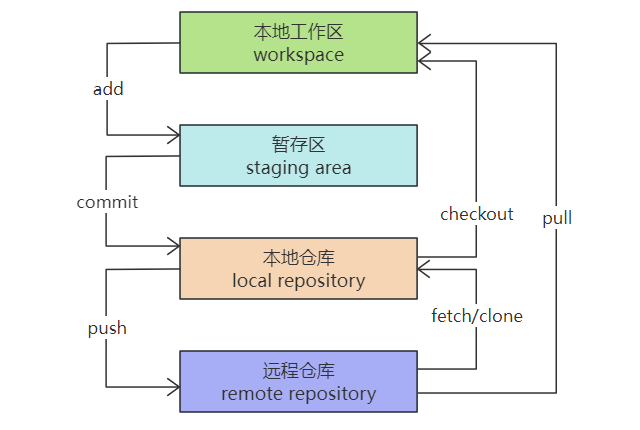 本地工作区
workspace
add
暂存区
staging area
commit
checkout
pull
本地仓库
local repository
fetch/clone
push
远程仓库
remote repository